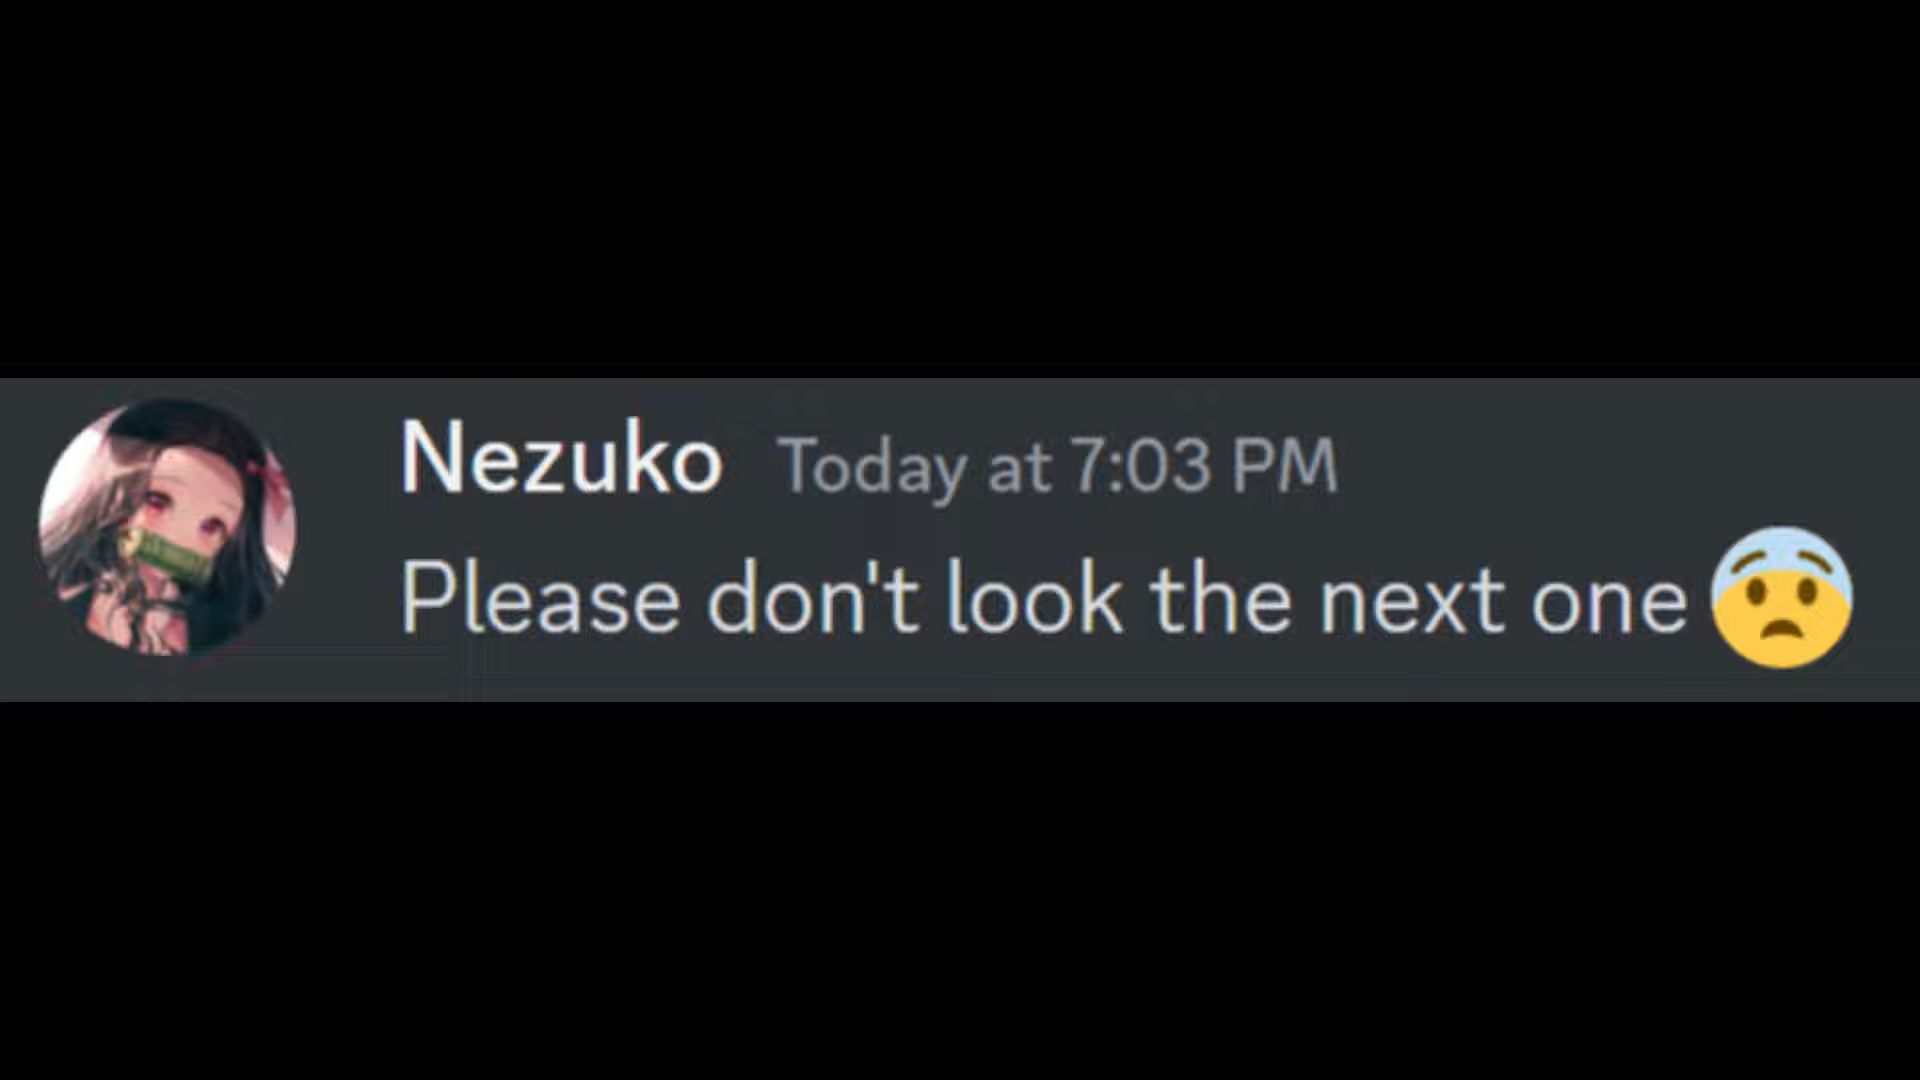 Nezuko Today at 7:03 PM
Please don't look the next one 😨